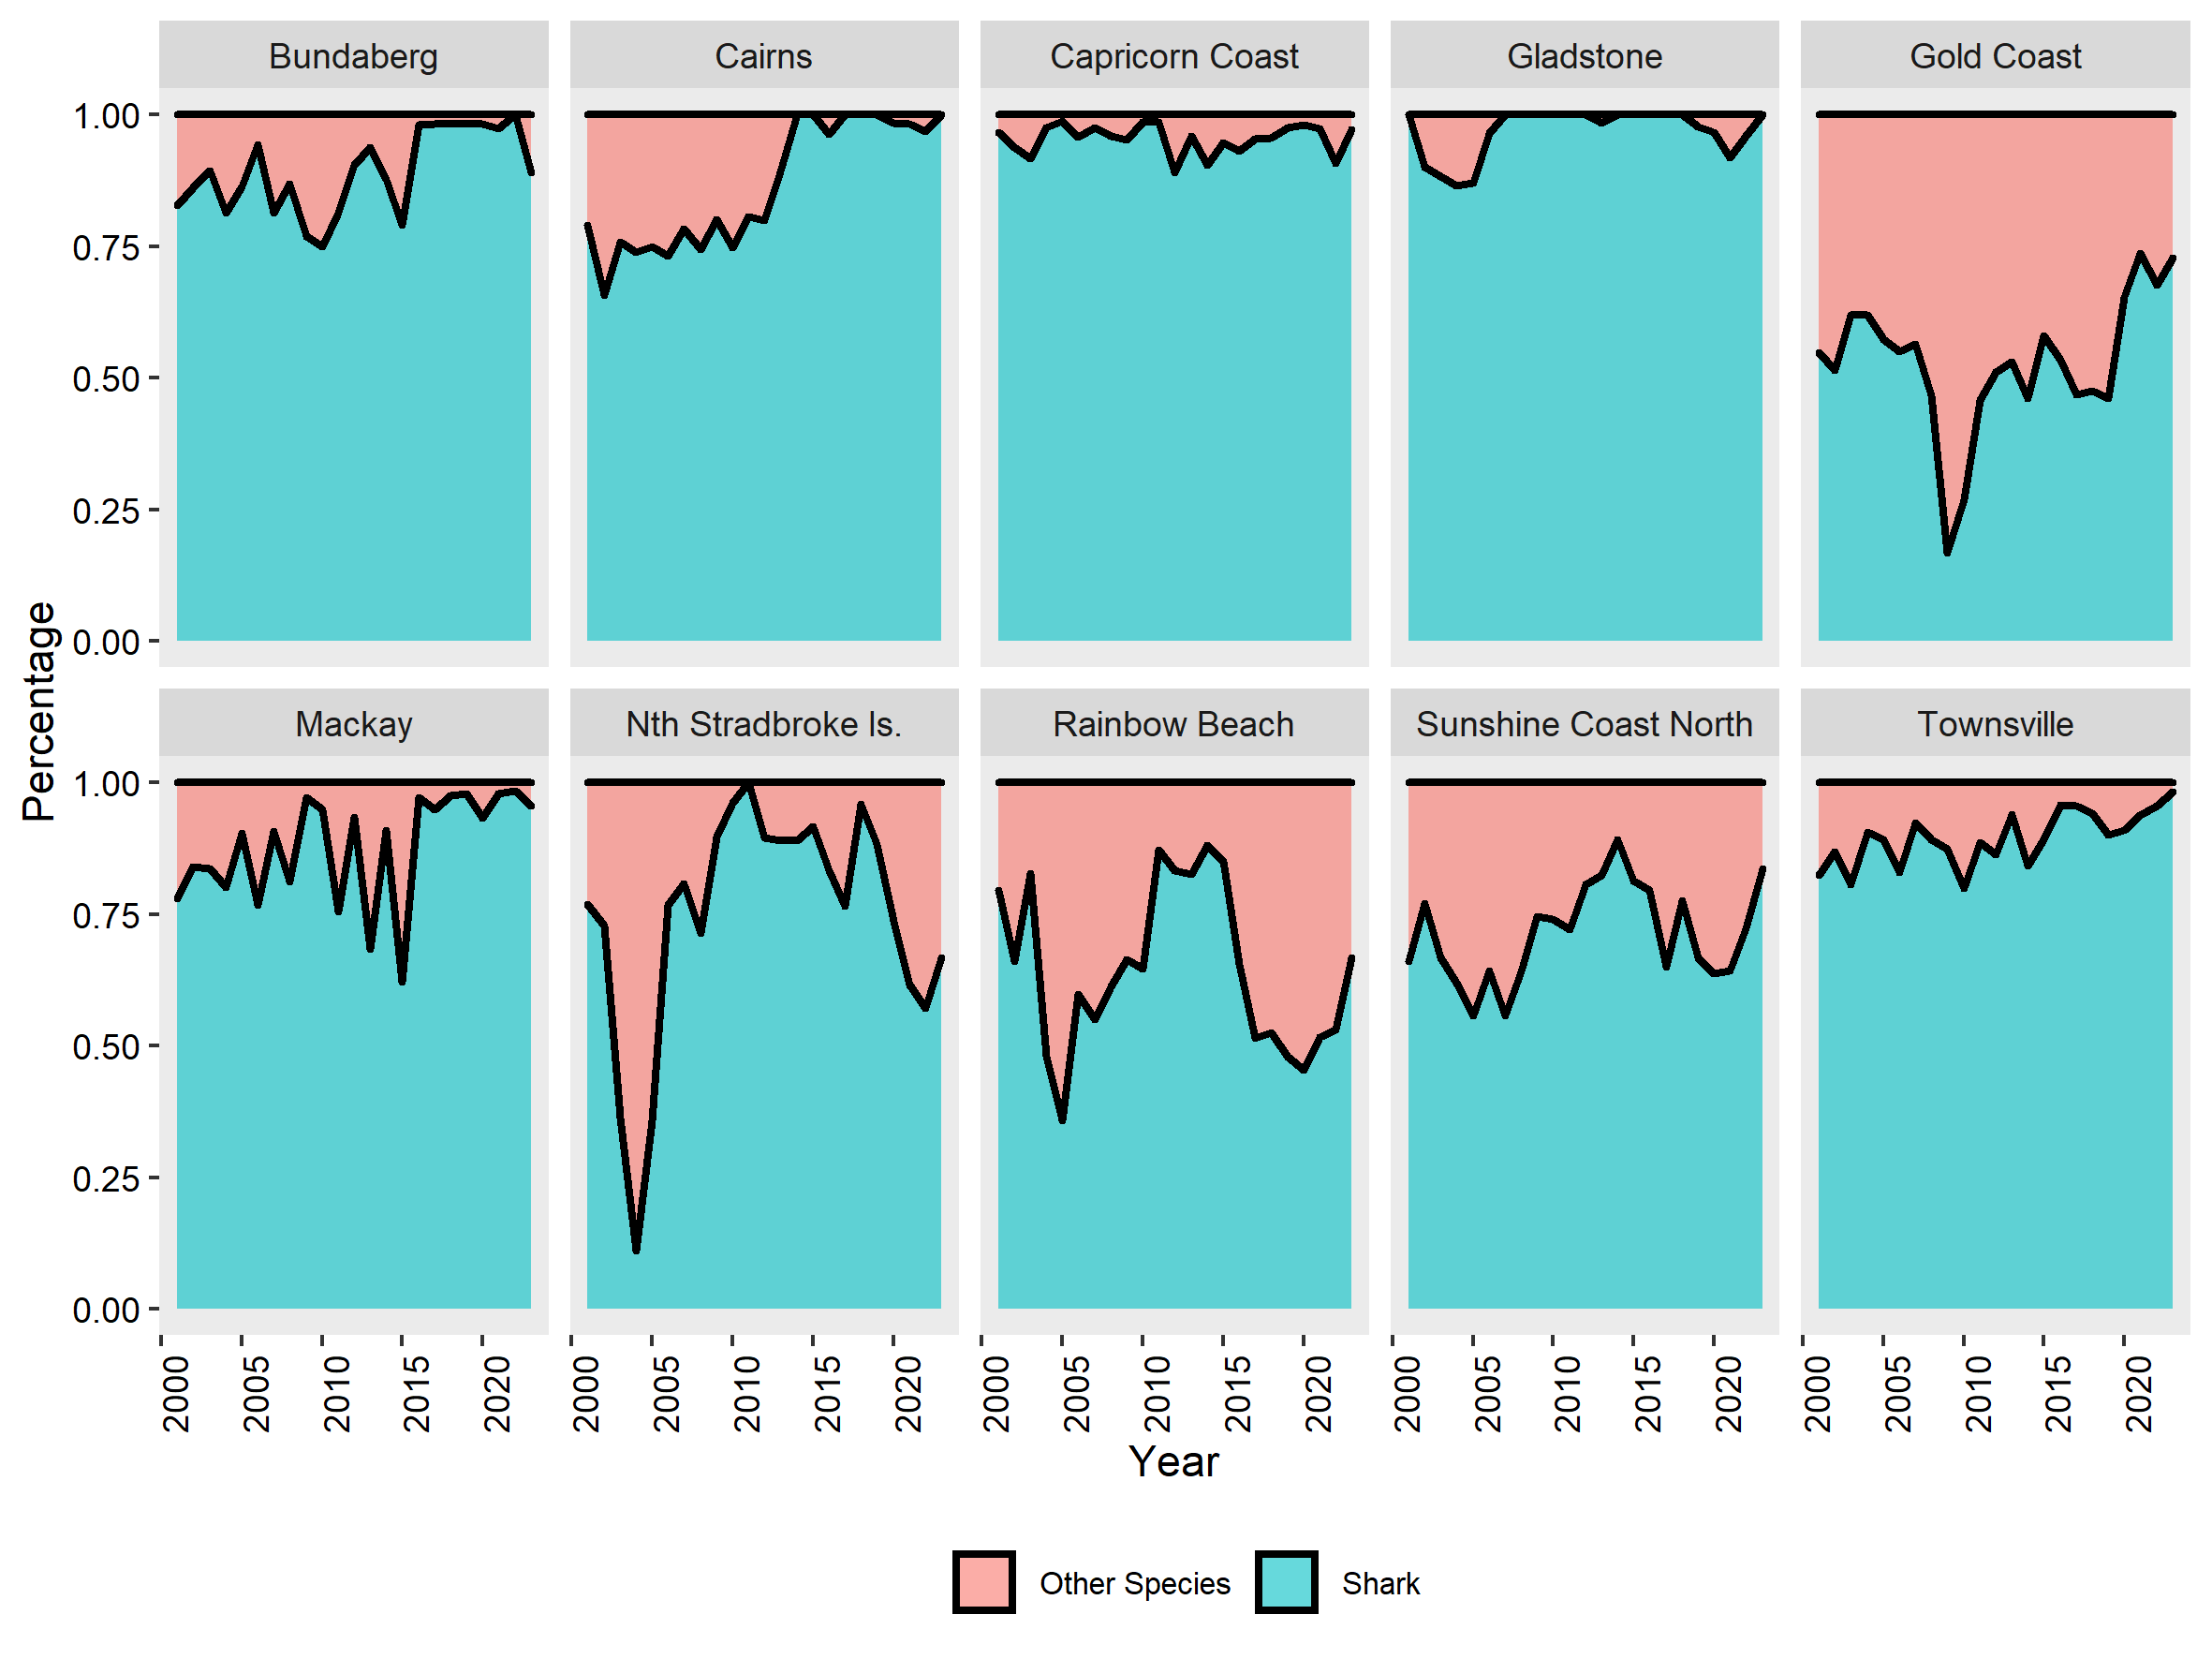 Bundaberg Cairns Capricorn Coast Gladstone Gold Coast
1.00
0.75
0.50
0.25
0.00
Percentage
Mackay Nth Stradbroke Is. Rainbow Beach Sunshine Coast North Townsville
1.00
0.75
0.50
0.25
0.00
2000 2005 2010 2015 2020 2000 2005 2010 2015 2020 2000 2005 2010 2015 2020 2000 2005 2010 2015 2020 2000 2005 2010 2015 2020
Year
Other Species Shark